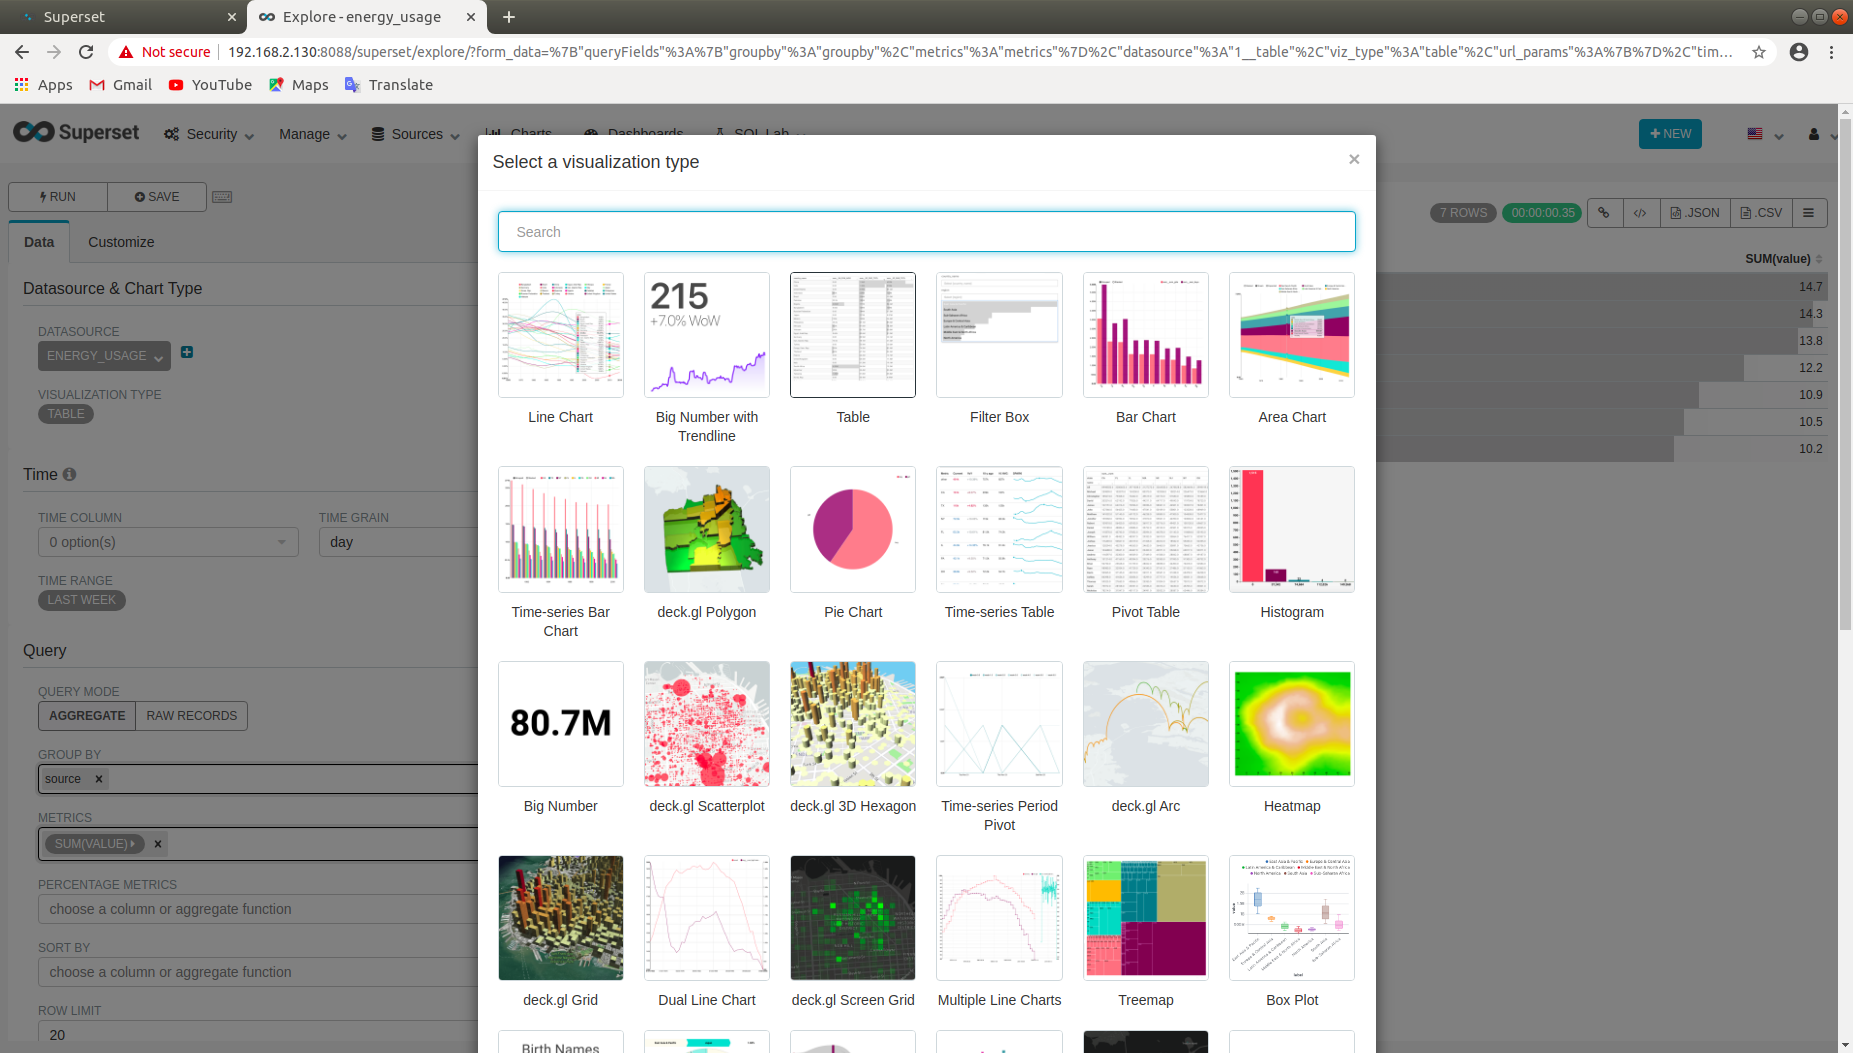 Superset
Explore - energy_usage
Not secure
192.168.2.130:8088/superset/explore/?form_data=%7B"queryFields"%3A%7B"groupby"%3A"groupby"%2C"metrics"%3A"metrics"%7D%2C"datasource"%3A"1__table"%2C"viz_type"%3A"table"%2C"url_params"%3A%7B%7D%2C"tim...
Apps
Gmail
YouTube
Maps
Translate
Superset
Security
Manage
Sources
Charts
Dashboards
SQL Lab
+ NEW
RUN
SAVE
Data
Customize
Datasource & Chart Type
DATASOURCE
ENERGY_USAGE
VISUALIZATION TYPE
TABLE
Time
TIME COLUMN
0 option(s)
TIME GRAIN
day
TIME RANGE
LAST WEEK
Query
QUERY MODE
AGGREGATE
RAW RECORDS
GROUP BY
source
METRICS
SUM(VALUE)
PERCENTAGE METRICS
choose a column or aggregate function
SORT BY
choose a column or aggregate function
ROW LIMIT
20
Select a visualization type
×
Search
Line Chart
215
+7.0% WoW
Big Number with
Trendline
Table
Filter Box
Bar Chart
Area Chart
Time-series Bar
Chart
deck.gl Polygon
Pie Chart
Time-series Table
Pivot Table
Histogram
80.7M
Big Number
deck.gl Scatterplot
deck.gl 3D Hexagon
Time-series Period
Pivot
deck.gl Arc
Heatmap
deck.gl Grid
Dual Line Chart
deck.gl Screen Grid
Multiple Line Charts
Treemap
Box Plot
Birth Names
7 ROWS
00:00:00.35
.JSON
.CSV
SUM(value)
14.7
14.3
13.8
12.2
10.9
10.5
10.2